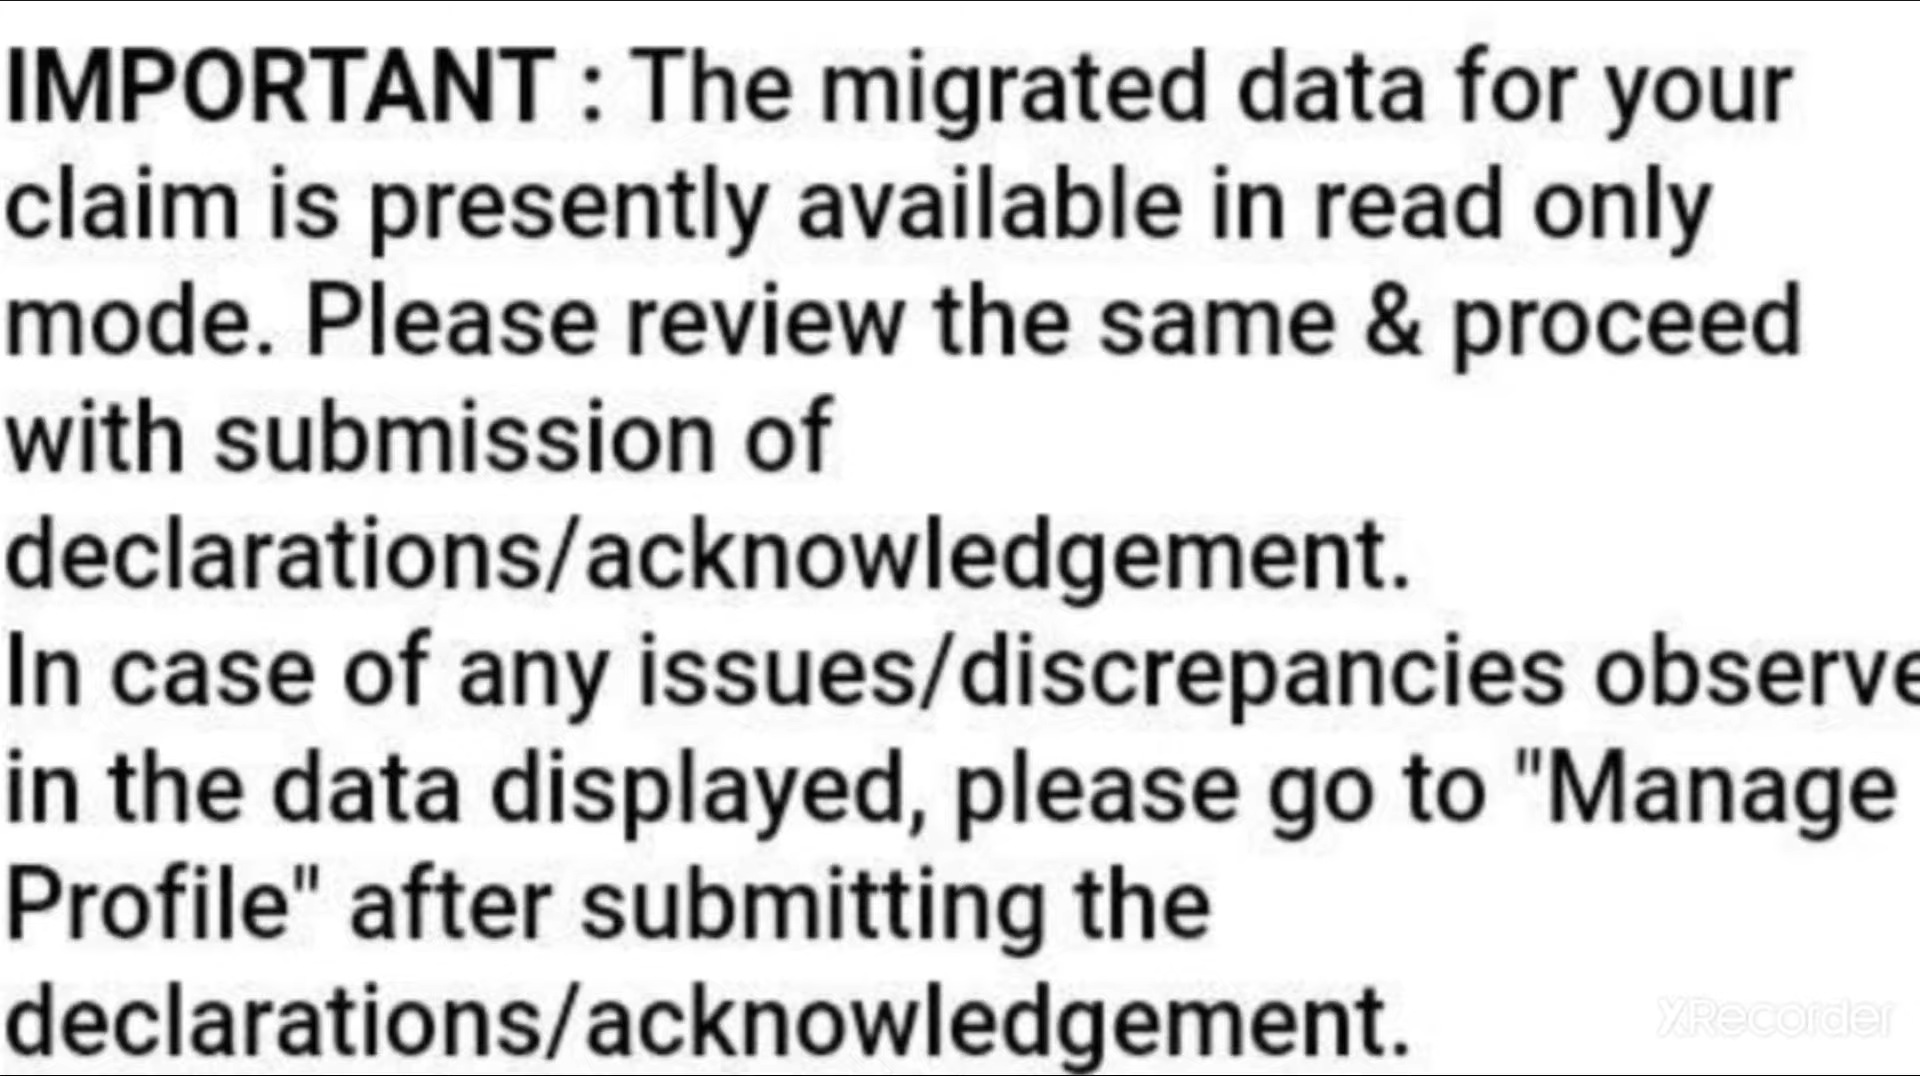 IMPORTANT : The migrated data for your
claim is presently available in read only
mode. Please review the same & proceed
with submission of
declarations/acknowledgement.
In case of any issues/discrepancies observe
in the data displayed, please go to "Manage
Profile" after submitting the
declarations/acknowledgement.
XRecorder